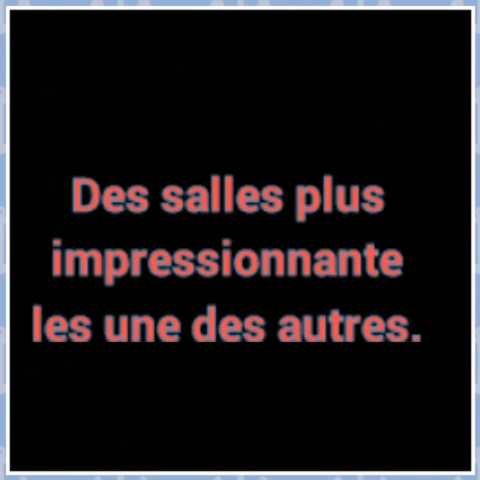 Des salles plus
impressionnante
les une des autres.